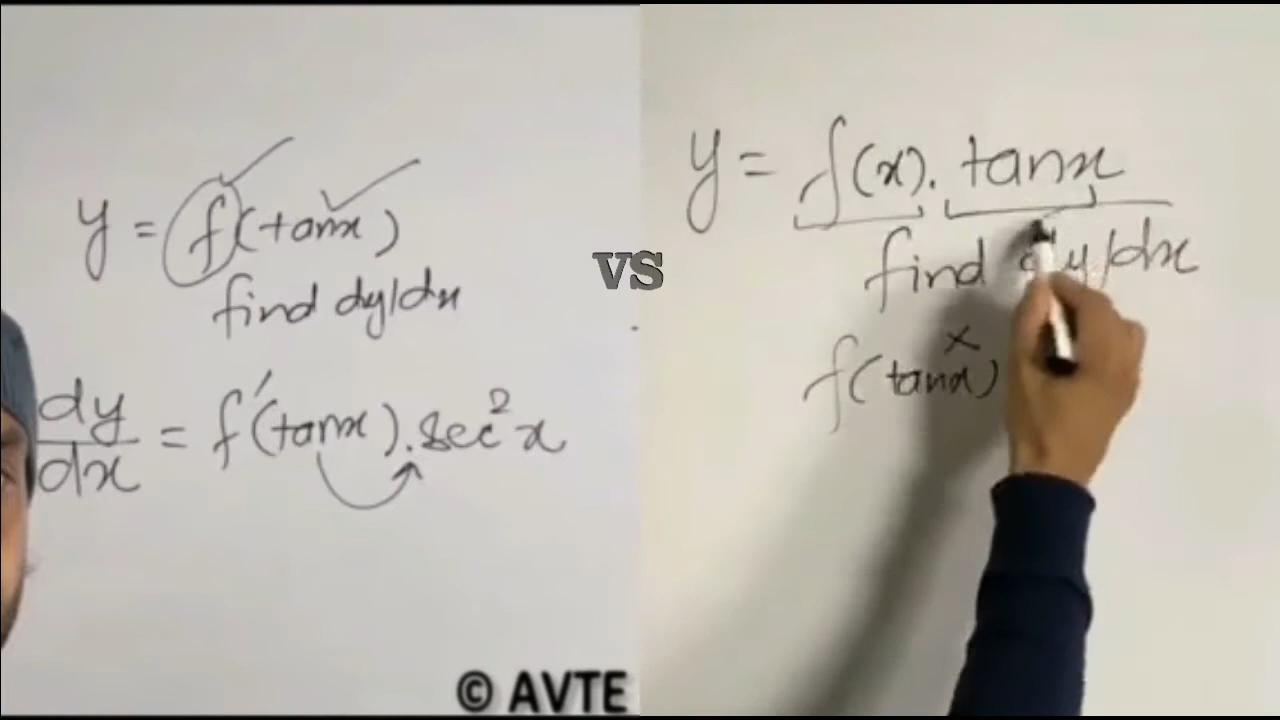 y = f(tanx)
find dy/dx
dy/dx = f'(tanx).sec²x
VS
y = f(x). tanx
find dy/dx
x
f(tanx)
© AVTE